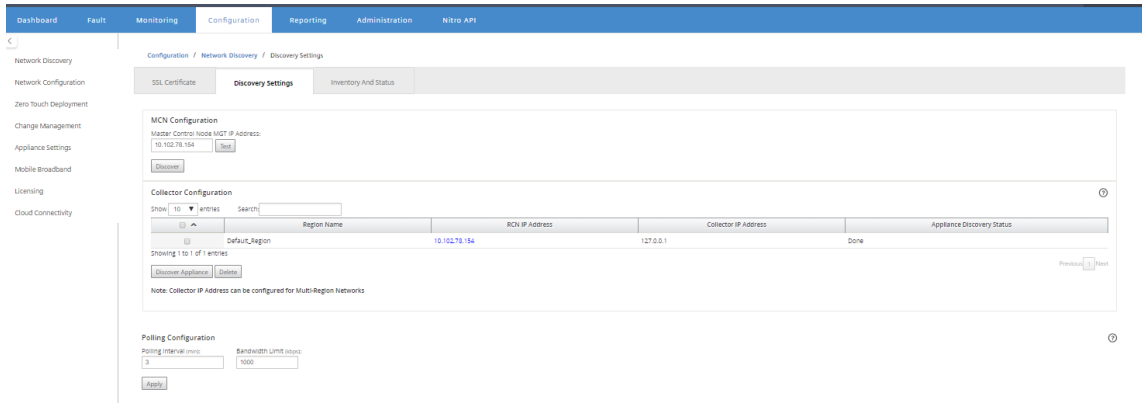 Dashboard Fault Monitoring Configuration Reporting Administration Nitro API
Configuration / Network Discovery / Discovery Settings
Network Discovery
Network Configuration
Zero Touch Deployment
Change Management
Appliance Settings
Mobile Broadband
Licensing
Cloud Connectivity
SSL Certificate Discovery Settings Inventory And Status
MCN Configuration
Master Control Node MGT IP Address:
10.102.78.154 Test
Discover
Collector Configuration
Show 10 entries Search:
Region Name RCN IP Address Collector IP Address Appliance Discovery Status
Default_Region 10.102.78.154 127.0.0.1 Done
Showing 1 to 1 of 1 entries
Previous 1 Next
Discover Appliance Delete
Note: Collector IP Address can be configured for Multi-Region Networks
Polling Configuration
Polling Interval (min): Bandwidth Limit (kbps):
3 1000
Apply